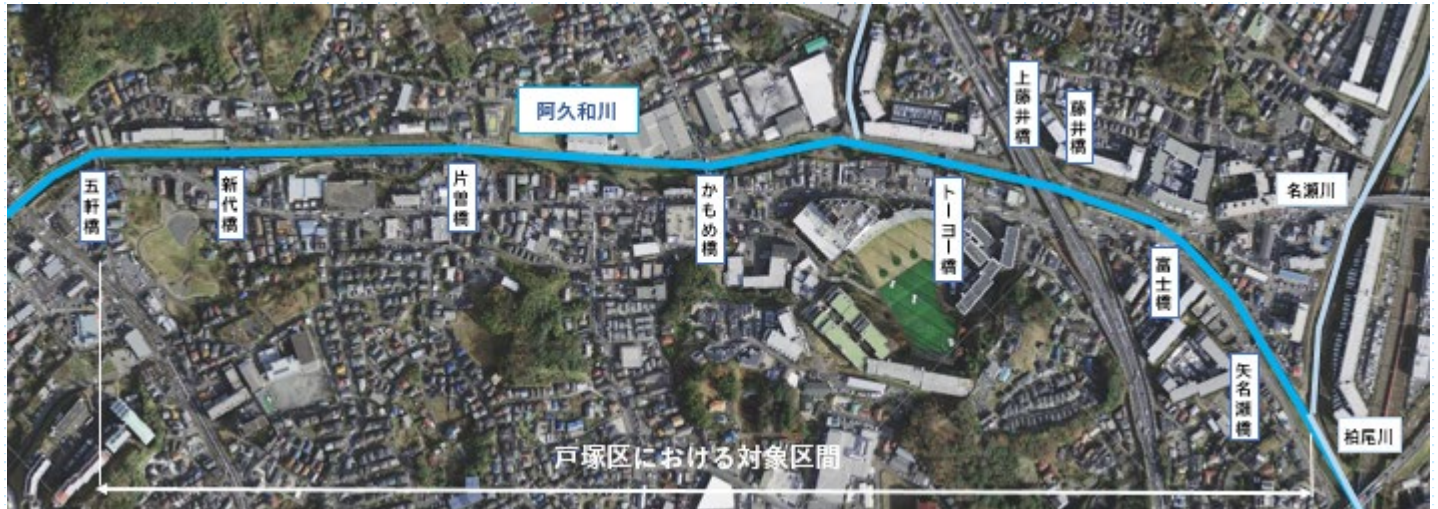 阿久和川
上藤井橋
藤井橋
五軒橋
新代橋
片曽橋
かもめ橋
トーヨー橋
名瀬川
富士橋
矢名瀬橋
柏尾川
戸塚区における対象区間